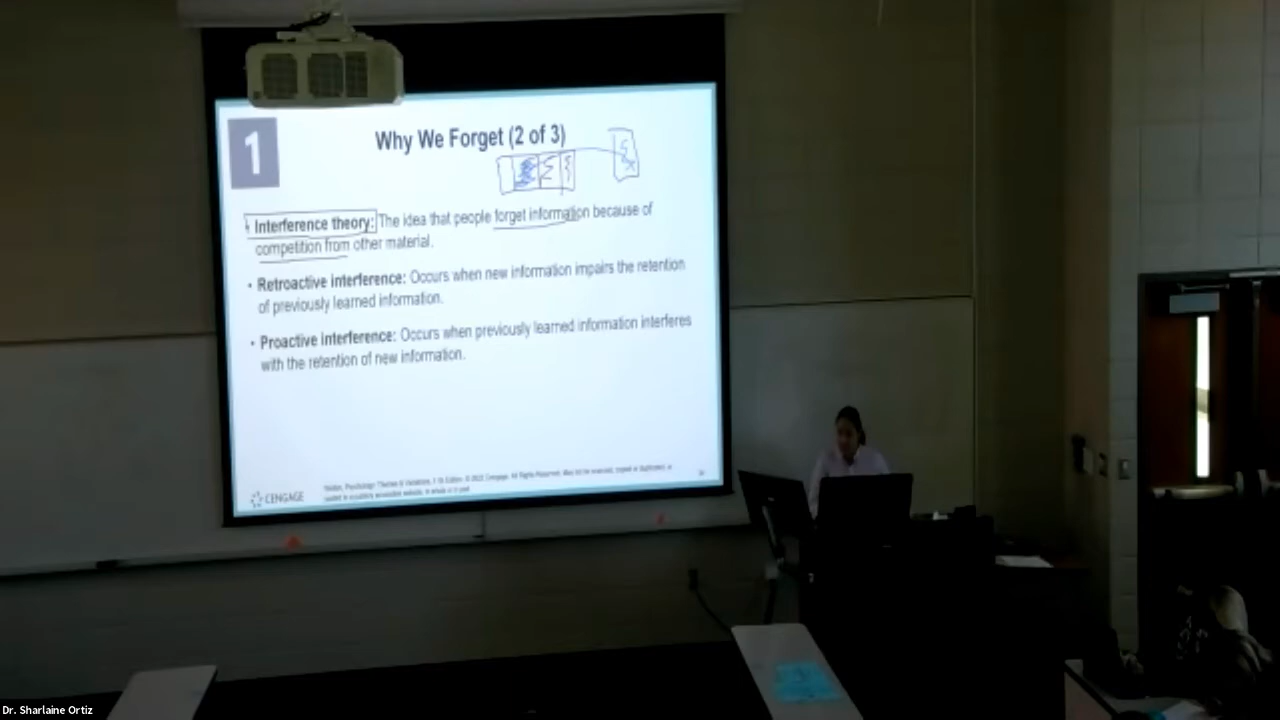 1
Why We Forget (2 of 3)
• Interference theory: The idea that people forget information because of
competition from other material.
• Retroactive interference: Occurs when new information impairs the retention
of previously learned information.
• Proactive interference: Occurs when previously learned information interferes
with the retention of new information.
CENGAGE
Dr. Sharlaine Ortiz